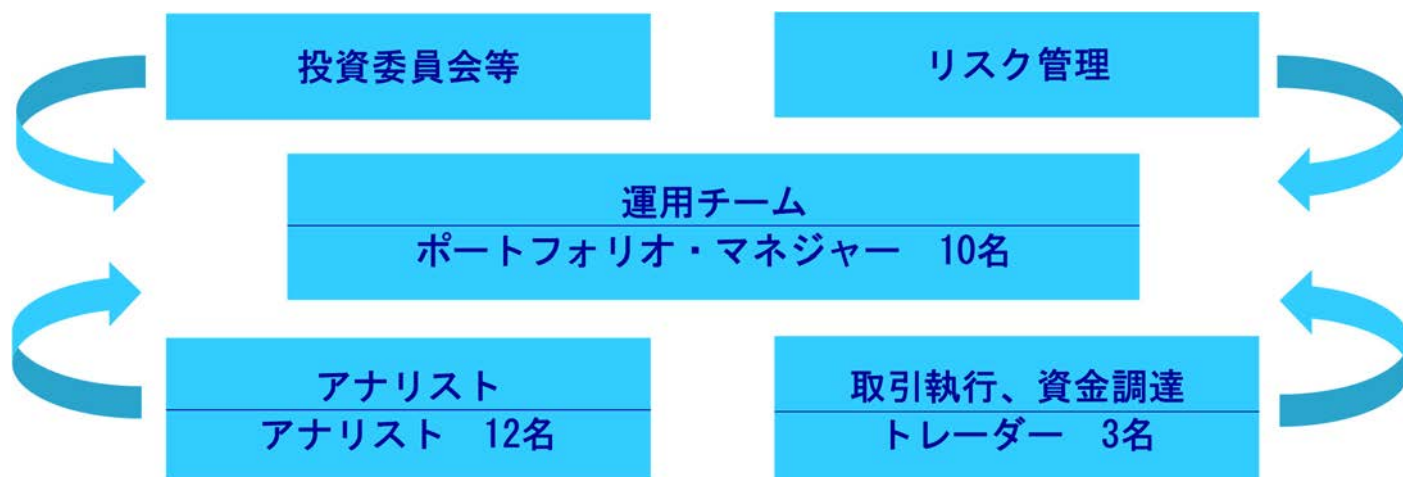 投資委員会等
リスク管理
運用チーム
ポートフォリオ・マネジャー　10名
アナリスト
アナリスト　12名
取引執行、資金調達
トレーダー　3名